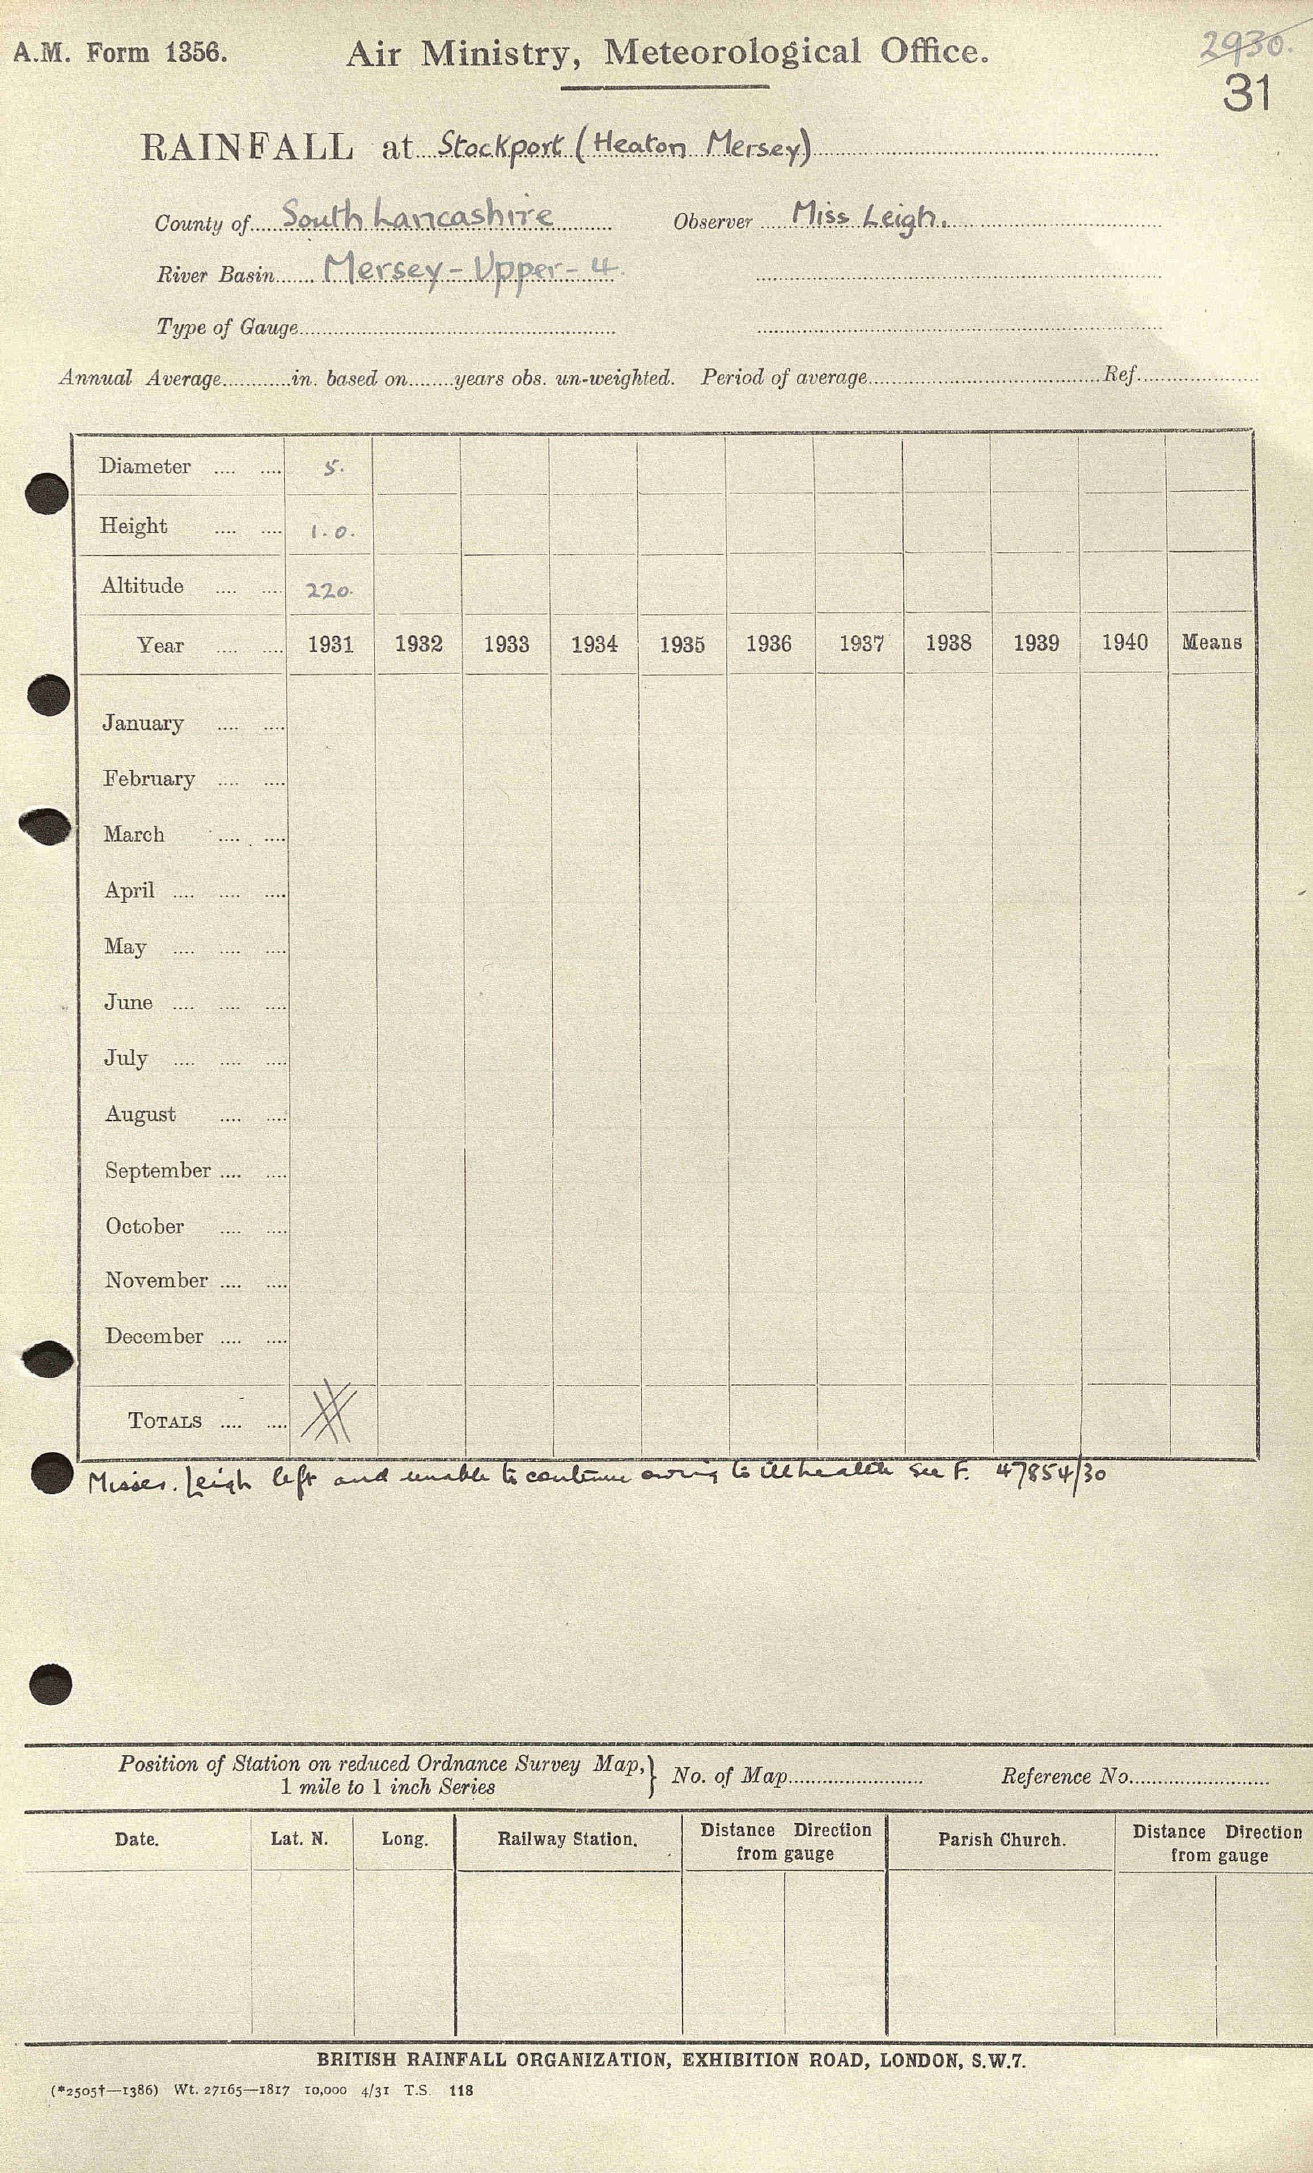 A.M. Form 1356. Air Ministry, Meteorological Office. 2930.
31
RAINFALL at Stockport (Heaton Mersey)
County of South Lancashire Observer Miss Leigh.
River Basin Mersey - Upper - 4.
Type of Gauge
Annual Average in. based on years obs. un-weighted. Period of average Ref.
Diameter 5.
Height 1.0.
Altitude 220.
Year 1931 1932 1933 1934 1935 1936 1937 1938 1939 1940 Means
January
February
March
April
May
June
July
August
September
October
November
December
TOTALS
Misses. Leigh left and unable to continue owing to ill health see F. 47854/30
Position of Station on reduced Ordnance Survey Map,
1 mile to 1 inch Series } No. of Map Reference No.
Date. Lat. N. Long. Railway Station. Distance Direction from gauge Parish Church. Distance Direction from gauge
BRITISH RAINFALL ORGANIZATION, EXHIBITION ROAD, LONDON, S.W.7.
(*2505†—1386) Wt. 27165—1817 10,000 4/31 T.S. 118